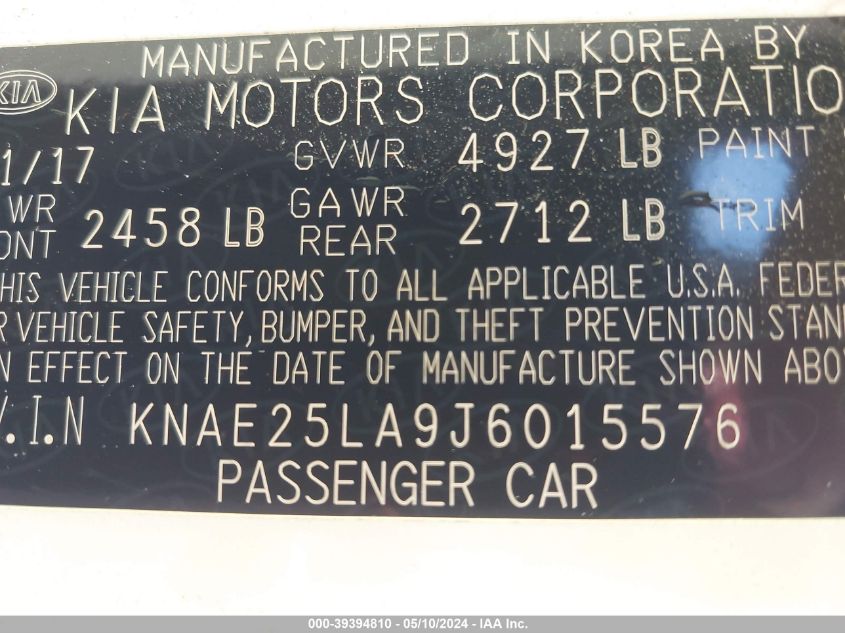 MANUFACTURED IN KOREA BY
KIA KIA MOTORS CORPORATIO
1/17 GVWR 4927 LB PAINT
WR 2458 LB GAWR 2712 LB TRIM
ONT REAR
HIS VEHICLE CONFORMS TO ALL APPLICABLE U.S.A. FEDER
R VEHICLE SAFETY, BUMPER, AND THEFT PREVENTION STAN
N EFFECT ON THE DATE OF MANUFACTURE SHOWN ABO
V.I.N KNAE25LA9J6015576
PASSENGER CAR
000-39394810 - 05/10/2024 - IAA Inc.